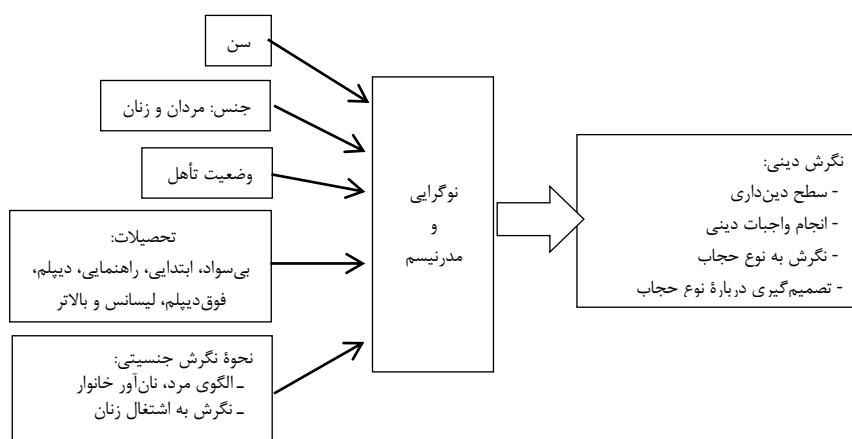 سن
جنس: مردان و زنان
وضعیت تأهل
تحصیلات:
بی‌سواد، ابتدایی، راهنمایی، دیپلم،
فوق‌دیپلم، لیسانس و بالاتر
نحوۀ نگرش جنسیتی:
ـ الگوی مرد، نان‌آور خانوار
ـ نگرش به اشتغال زنان
نوگرایی
و
مدرنیسم
نگرش دینی:
- سطح دین‌داری
- انجام واجبات دینی
- نگرش به نوع حجاب
- تصمیم‌گیری دربارۀ نوع حجاب